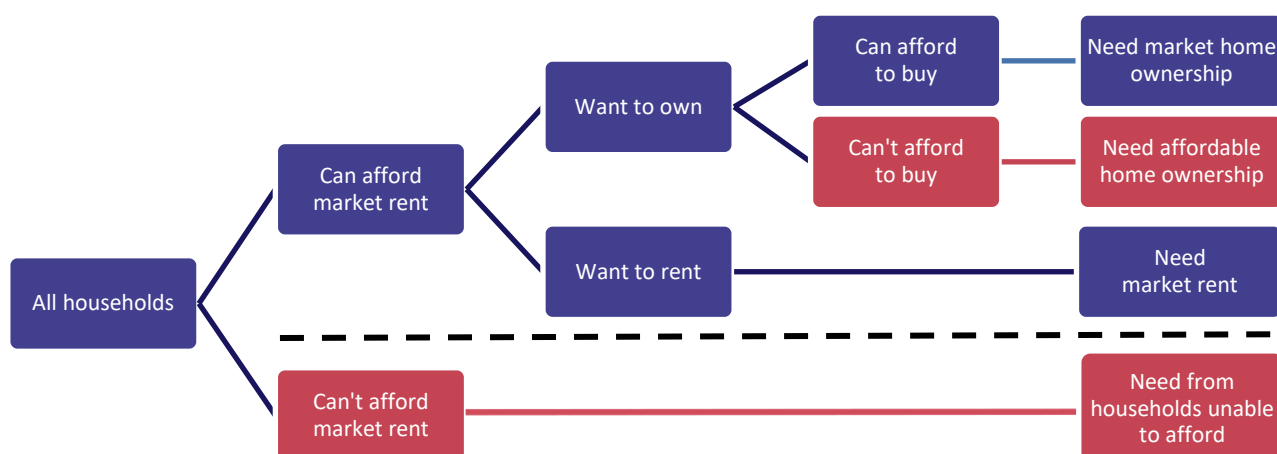 Can afford
to buy
Need market home
ownership
Want to own
Can't afford
to buy
Need affordable
home ownership
Can afford
market rent
Want to rent
Need
market rent
All households
Can't afford
market rent
Need from
households unable
to afford